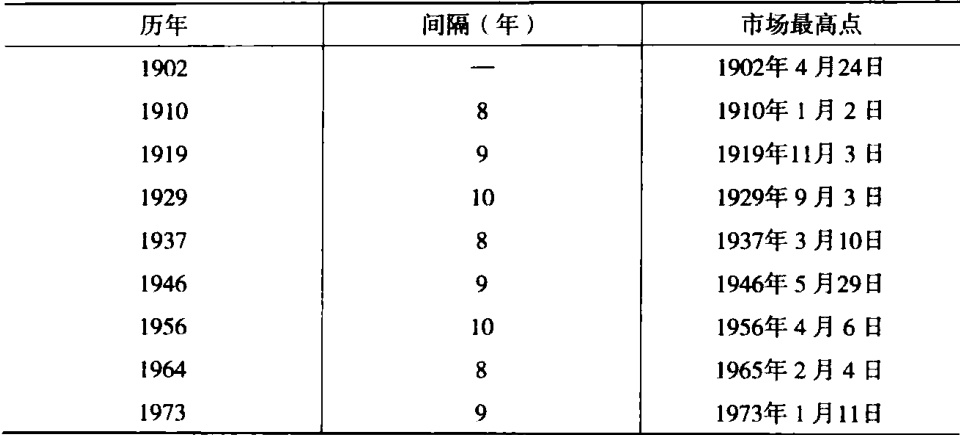 历年 间隔（年） 市场最高点
1902 — 1902年4月24日
1910 8 1910年1月2日
1919 9 1919年11月3日
1929 10 1929年9月3日
1937 8 1937年3月10日
1946 9 1946年5月29日
1956 10 1956年4月6日
1964 8 1965年2月4日
1973 9 1973年1月11日